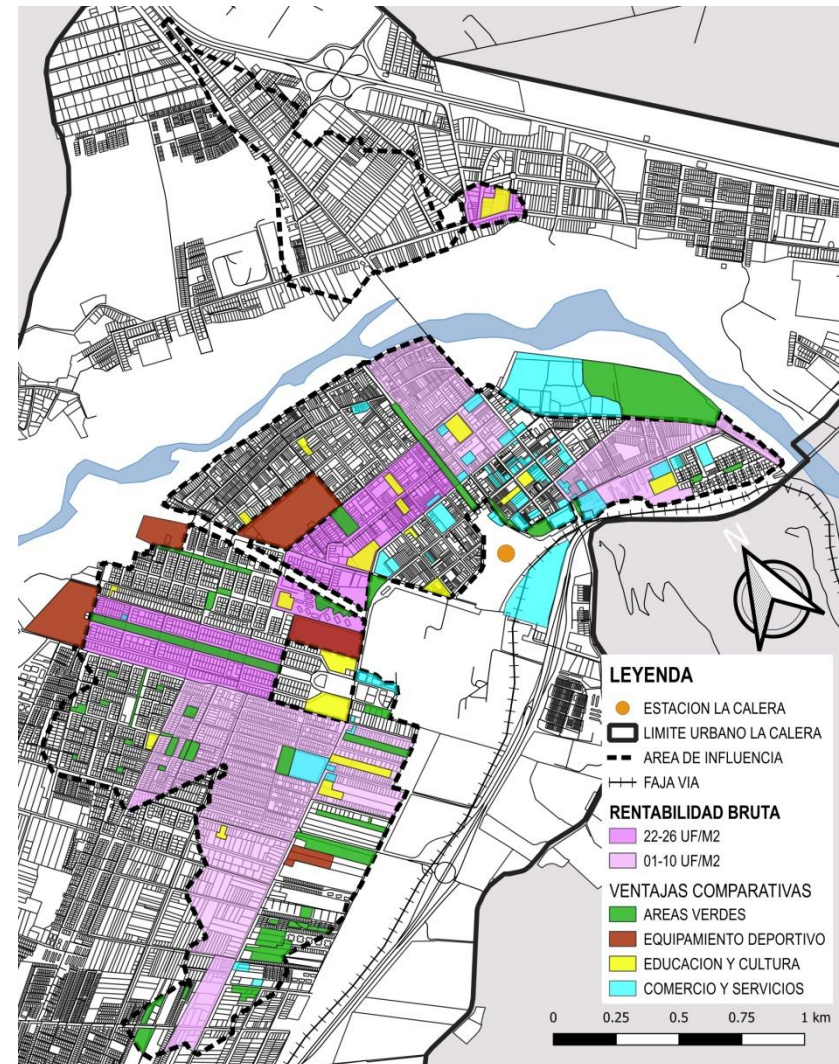 N
LEYENDA
ESTACION LA CALERA
LIMITE URBANO LA CALERA
AREA DE INFLUENCIA
FAJA VIA
RENTABILIDAD BRUTA
22-26 UF/M2
01-10 UF/M2
VENTAJAS COMPARATIVAS
AREAS VERDES
EQUIPAMIENTO DEPORTIVO
EDUCACION Y CULTURA
COMERCIO Y SERVICIOS
0 0.25 0.5 0.75 1 km